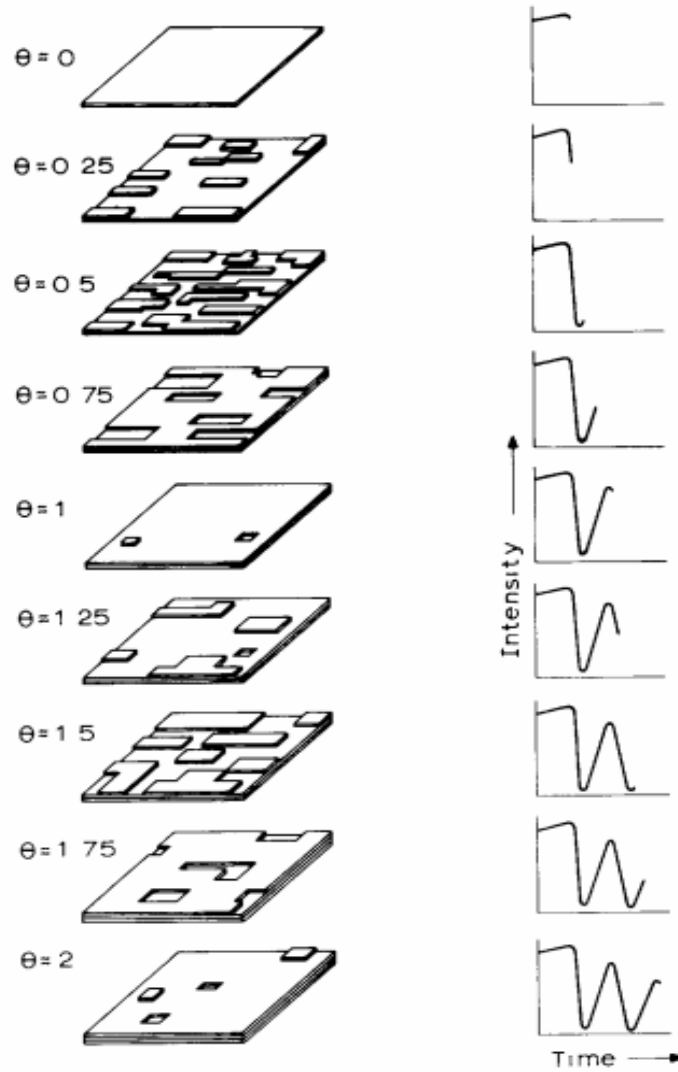 Θ = 0
Θ = 0 25
Θ = 0 5
Θ = 0 75
Θ = 1
Θ = 1 25
Θ = 1 5
Θ = 1 75
Θ = 2
Intensity
Time